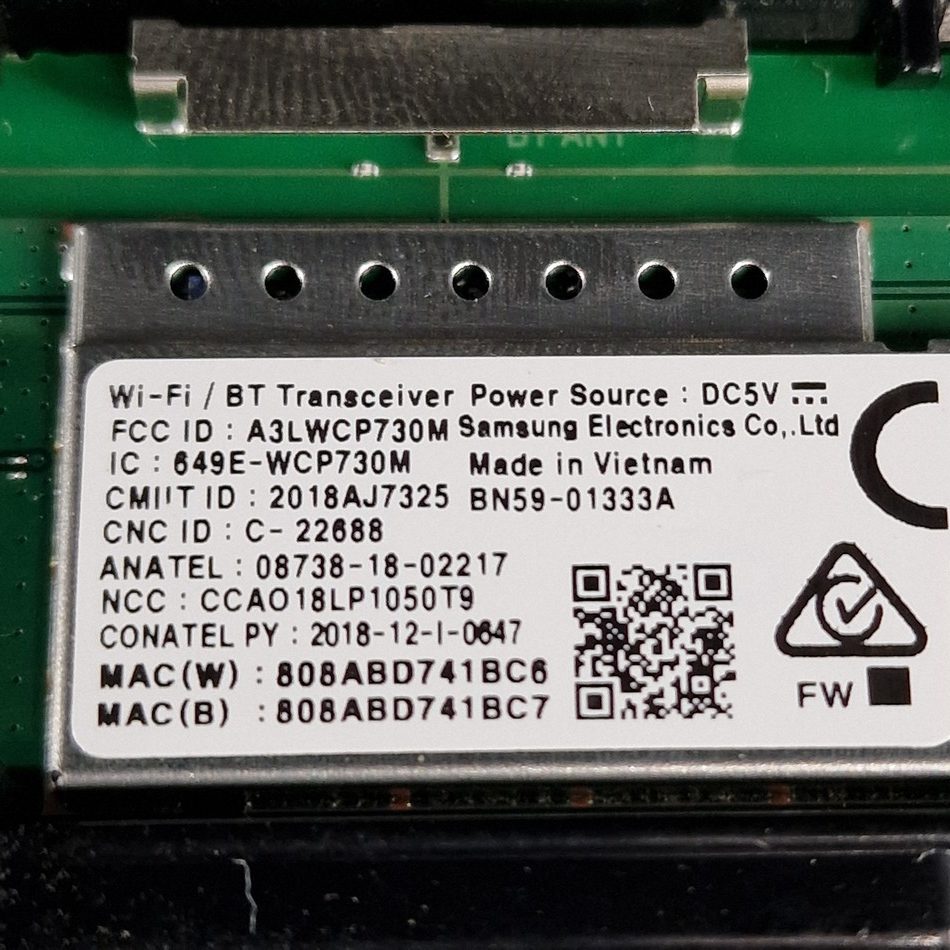 BT ANT
Wi-Fi / BT Transceiver Power Source : DC5V
FCC ID : A3LWCP730M Samsung Electronics Co,.Ltd
IC : 649E-WCP730M Made in Vietnam
CMIIT ID : 2018AJ7325 BN59-01333A
CNC ID : C- 22688
ANATEL : 08738-18-02217
NCC : CCAO18LP1050T9
CONATEL PY : 2018-12-I-0647
MAC(W) : 808ABD741BC6
MAC(B) : 808ABD741BC7
FW